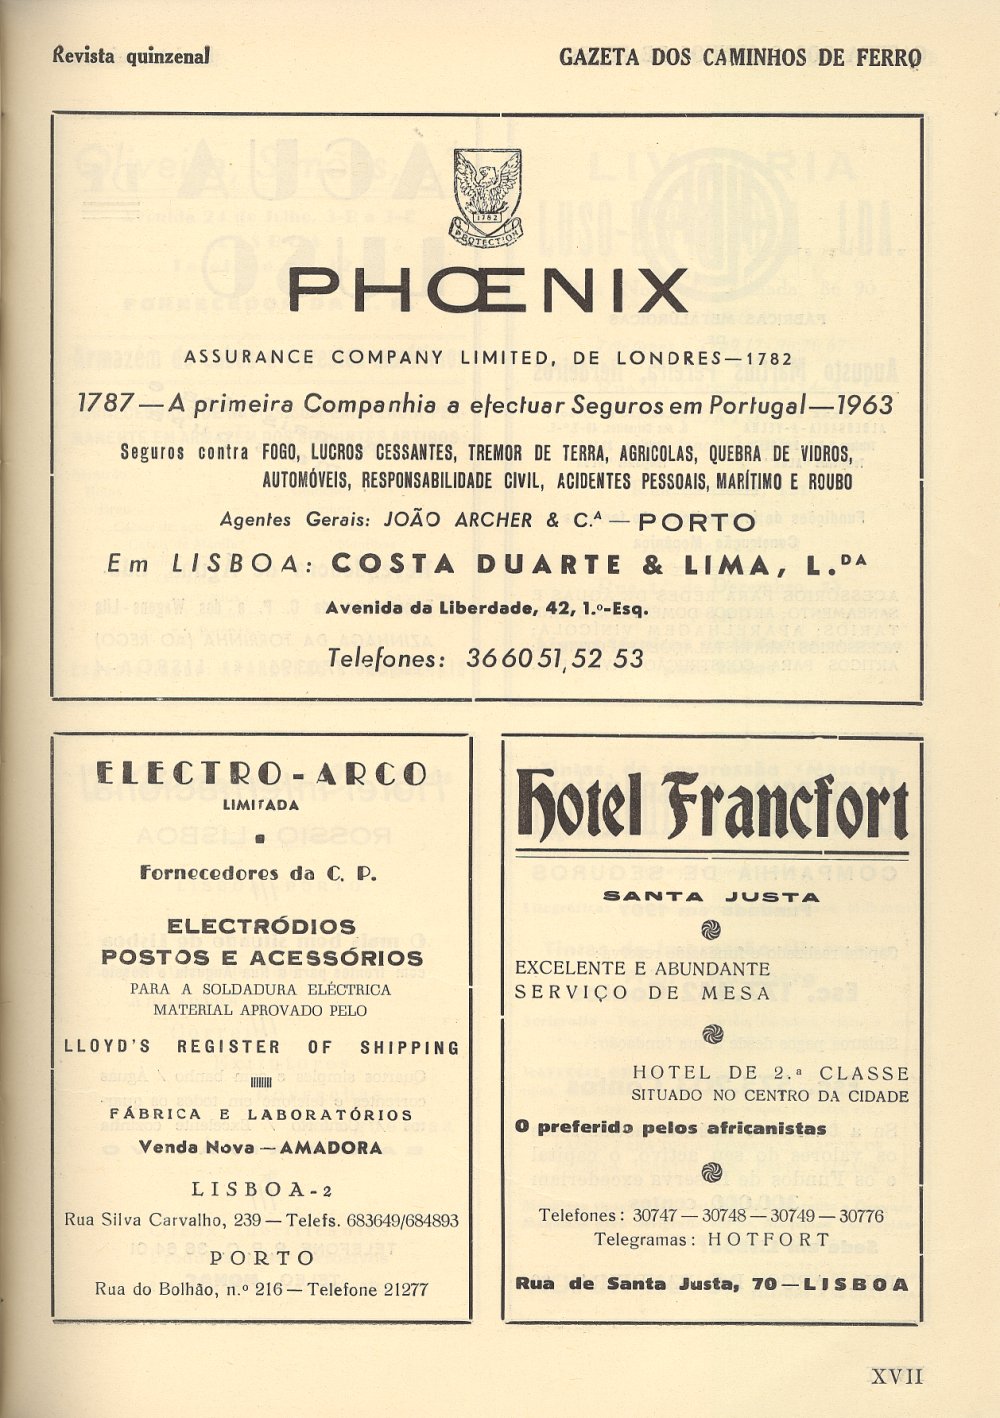 Revista quinzenal
GAZETA DOS CAMINHOS DE FERRO
1782
PROTECTION
PHŒNIX
ASSURANCE COMPANY LIMITED, DE LONDRES—1782
1787—A primeira Companhia a efectuar Seguros em Portugal—1963
Seguros contra FOGO, LUCROS CESSANTES, TREMOR DE TERRA, AGRICOLAS, QUEBRA DE VIDROS,
AUTOMÓVEIS, RESPONSABILIDADE CIVIL, ACIDENTES PESSOAIS, MARÍTIMO E ROUBO
Agentes Gerais: JOÃO ARCHER & C.ᴬ — PORTO
Em LISBOA: COSTA DUARTE & LIMA, L.ᴰᴬ
Avenida da Liberdade, 42, 1.º-Esq.
Telefones: 366051, 52 53
ELECTRO-ARCO
LIMITADA
Fornecedores da C. P.
ELECTRÓDIOS
POSTOS E ACESSÓRIOS
PARA A SOLDADURA ELÉCTRICA
MATERIAL APROVADO PELO
LLOYD'S REGISTER OF SHIPPING
FÁBRICA E LABORATÓRIOS
Venda Nova — AMADORA
LISBOA-2
Rua Silva Carvalho, 239 — Telefs. 683649/684893
PORTO
Rua do Bolhão, n.º 216 — Telefone 21277
Hotel Francfort
SANTA JUSTA
EXCELENTE E ABUNDANTE
SERVIÇO DE MESA
HOTEL DE 2.ª CLASSE
SITUADO NO CENTRO DA CIDADE
O preferido pelos africanistas
Telefones: 30747 — 30748 — 30749 — 30776
Telegramas: HOTFORT
Rua de Santa Justa, 70 — LISBOA
XVII